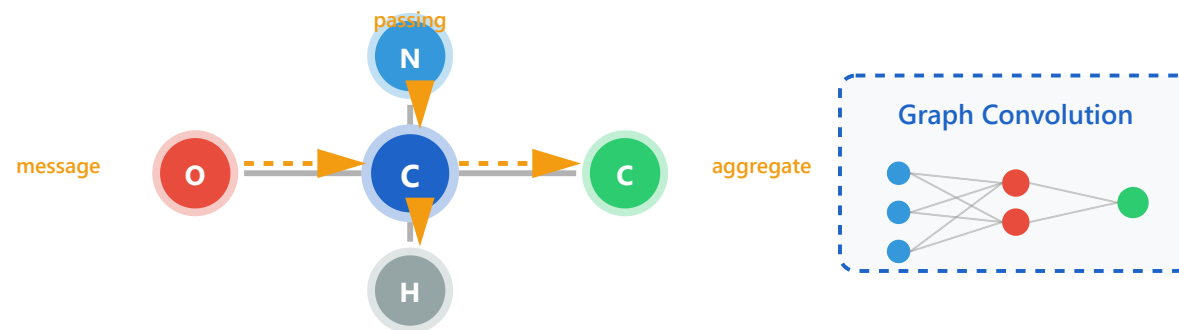 passing
N
Graph Convolution
message
O
C
C
aggregate
H